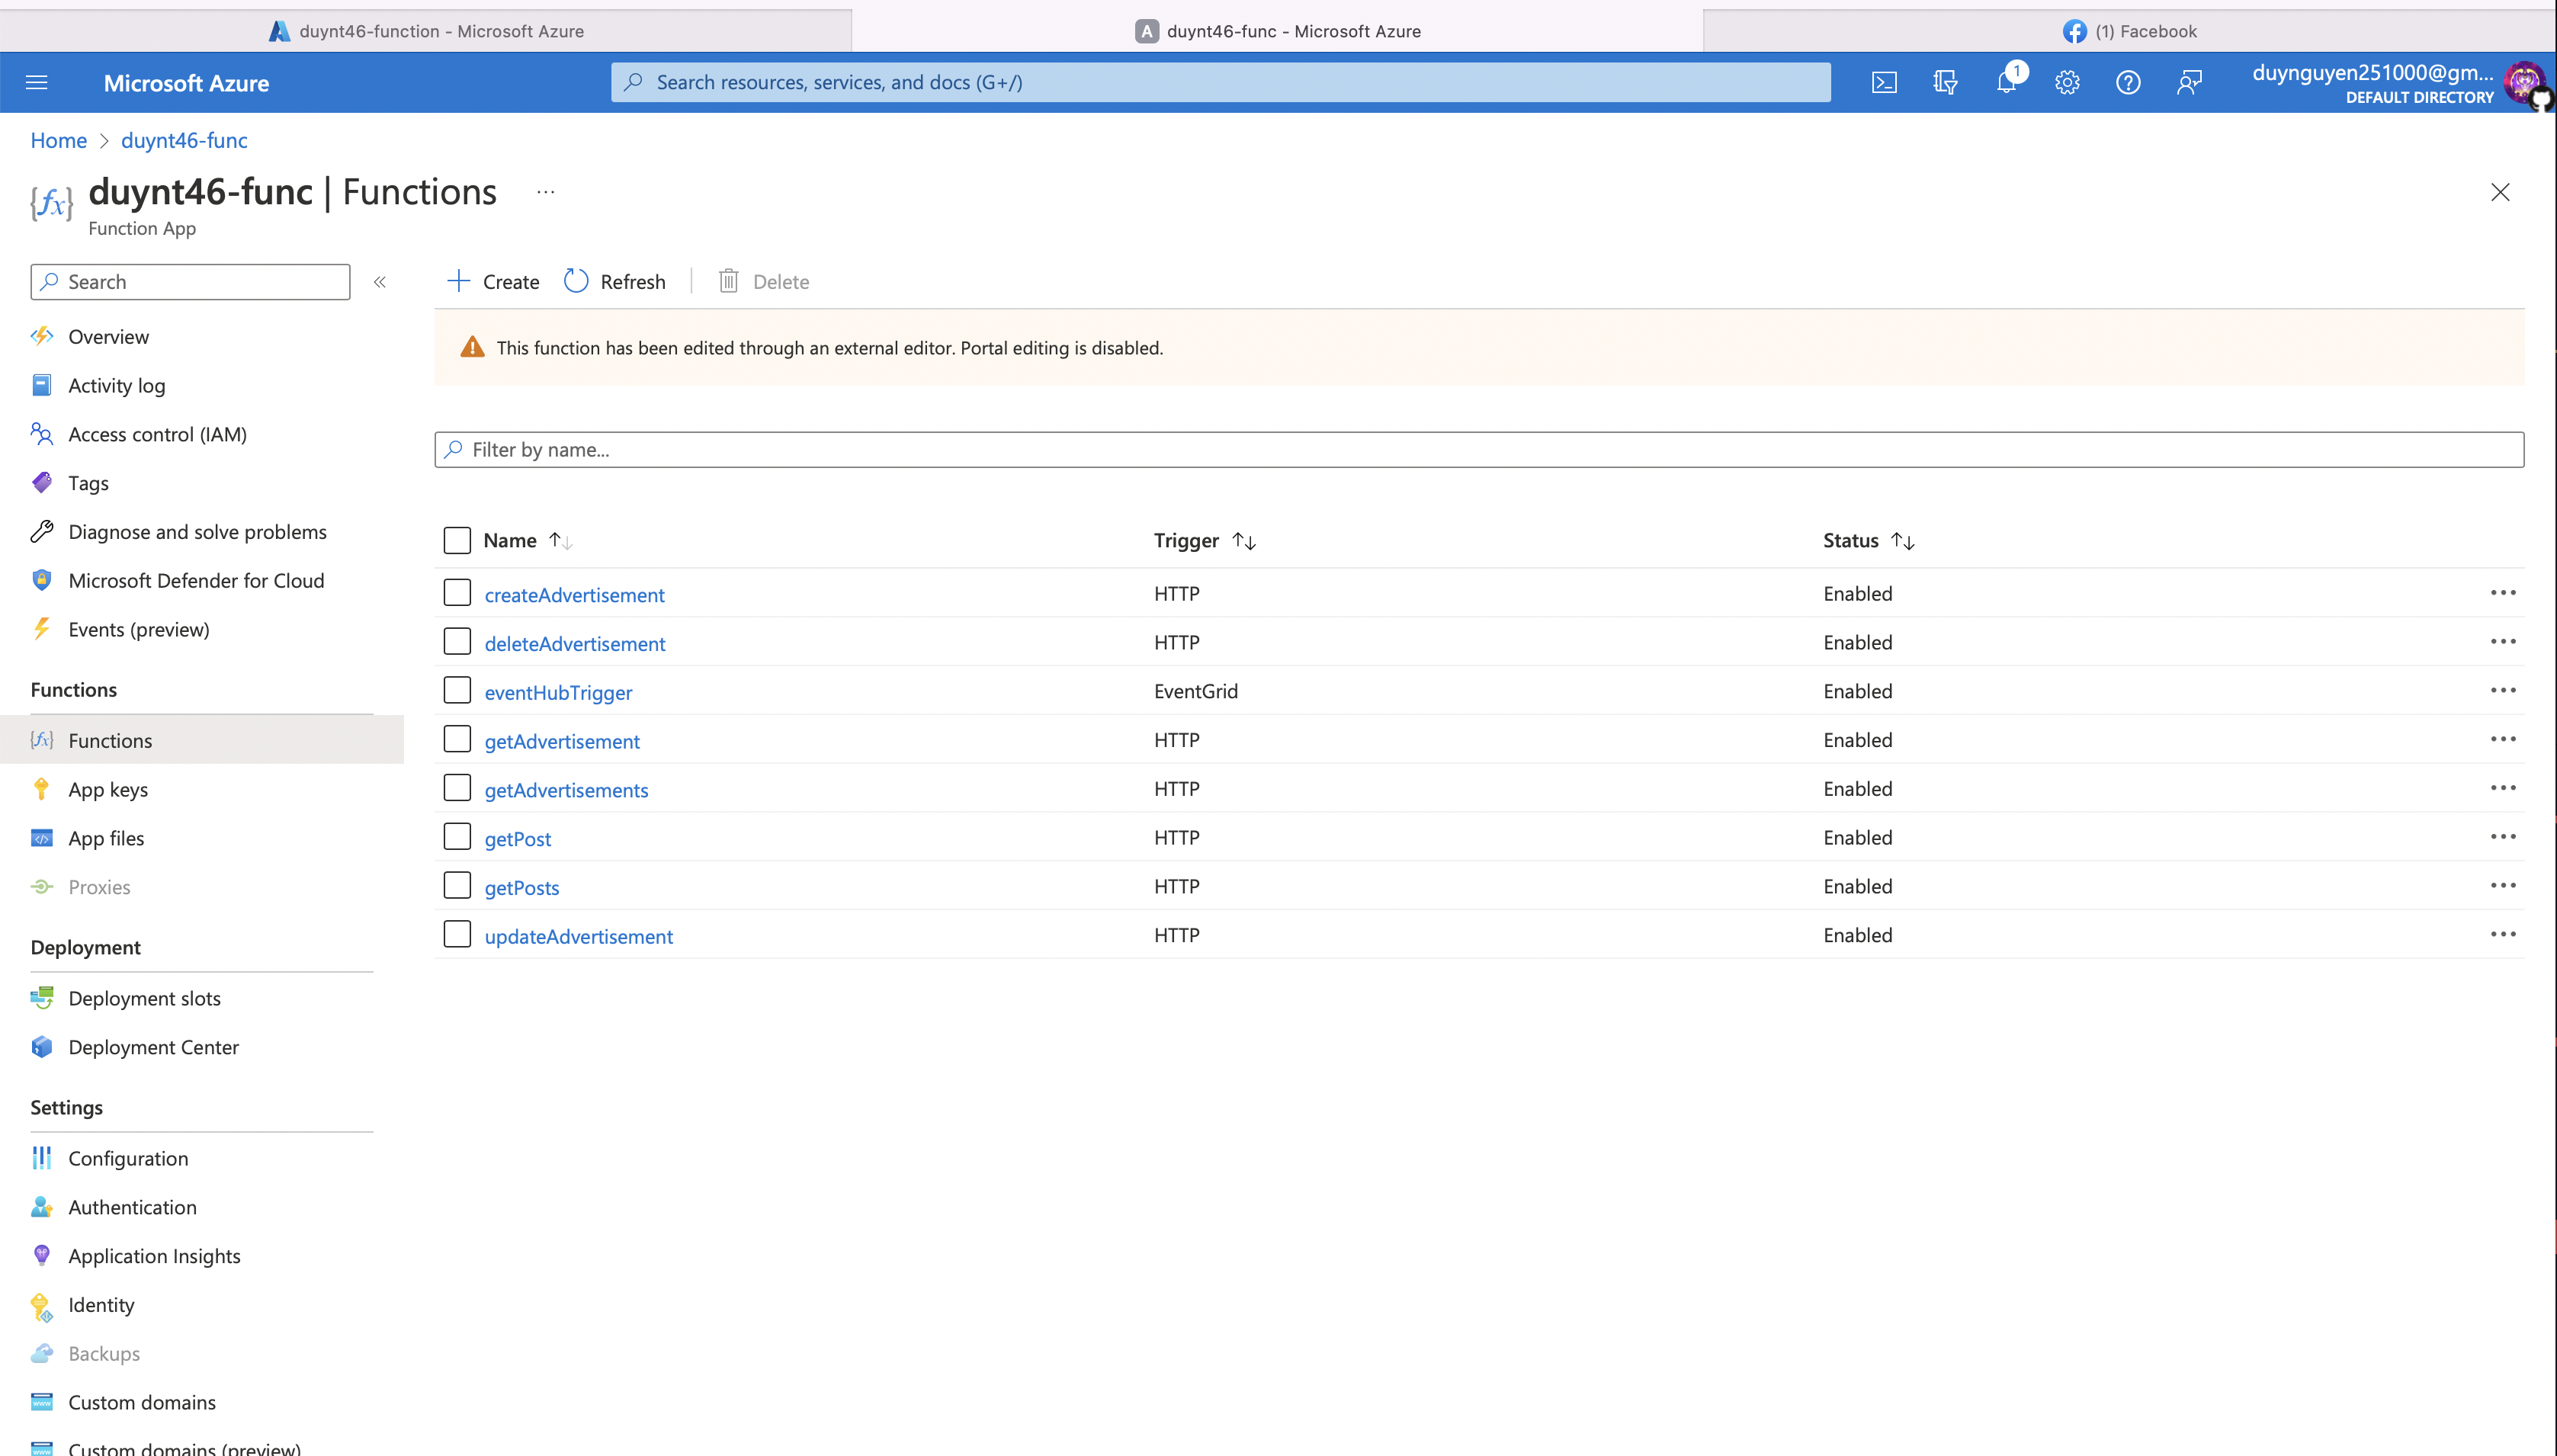 duynt46-function - Microsoft Azure
A duynt46-func - Microsoft Azure
(1) Facebook
Microsoft Azure
Search resources, services, and docs (G+/)
1
duynguyen251000@gm...
DEFAULT DIRECTORY
Home > duynt46-func
duynt46-func | Functions ...
Function App
Search
«
Create
Refresh
Delete
This function has been edited through an external editor. Portal editing is disabled.
Filter by name...
Overview
Activity log
Access control (IAM)
Tags
Diagnose and solve problems
Microsoft Defender for Cloud
Events (preview)
Functions
Functions
App keys
App files
Proxies
Deployment
Deployment slots
Deployment Center
Settings
Configuration
Authentication
Application Insights
Identity
Backups
Custom domains
Custom domains (preview)
Name Trigger Status
createAdvertisement HTTP Enabled
deleteAdvertisement HTTP Enabled
eventHubTrigger EventGrid Enabled
getAdvertisement HTTP Enabled
getAdvertisements HTTP Enabled
getPost HTTP Enabled
getPosts HTTP Enabled
updateAdvertisement HTTP Enabled